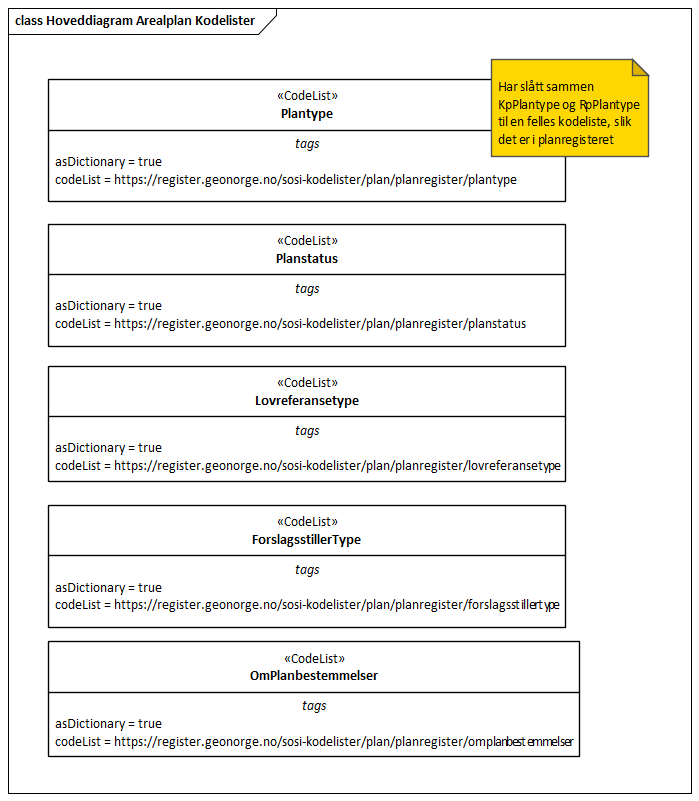 class Hoveddiagram Arealplan Kodelister
«CodeList»
Plantype
tags
asDictionary = true
codeList = https://register.geonorge.no/sosi-kodelister/plan/planregister/plantype
Har slått sammen
KpPlantype og RpPlantype
til en felles kodeliste, slik
det er i planregisteret
«CodeList»
Planstatus
tags
asDictionary = true
codeList = https://register.geonorge.no/sosi-kodelister/plan/planregister/planstatus
«CodeList»
Lovreferansetype
tags
asDictionary = true
codeList = https://register.geonorge.no/sosi-kodelister/plan/planregister/lovreferansetype
«CodeList»
ForslagsstillerType
tags
asDictionary = true
codeList = https://register.geonorge.no/sosi-kodelister/plan/planregister/forslagsstillertype
«CodeList»
OmPlanbestemmelser
tags
asDictionary = true
codeList = https://register.geonorge.no/sosi-kodelister/plan/planregister/omplanbestemmelser